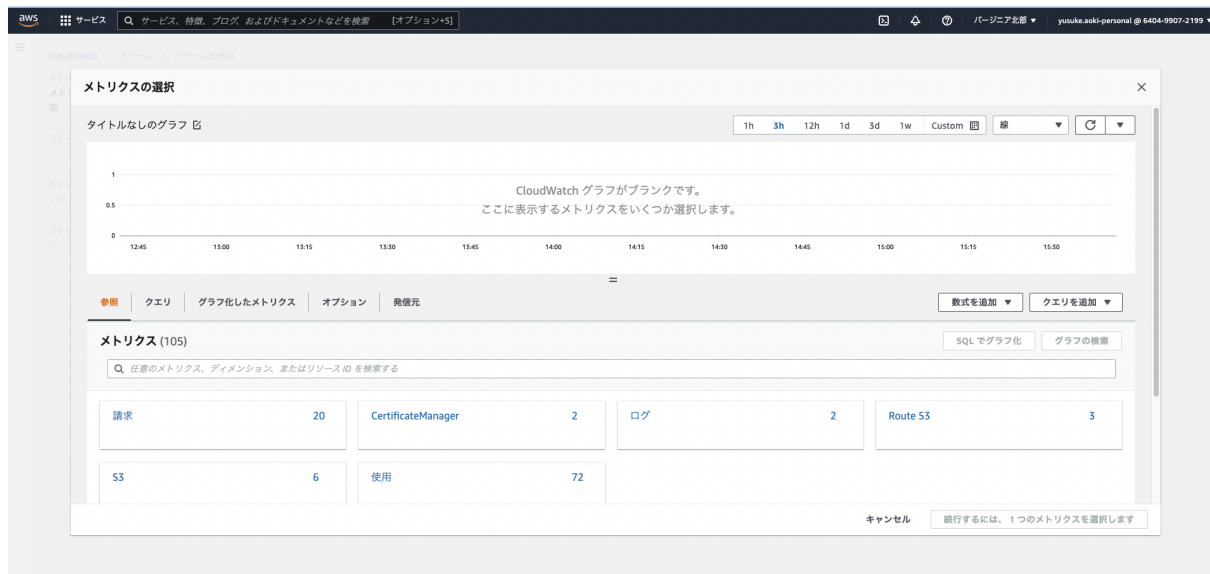 aws サービス サービス、特徴、ブログ、およびドキュメントなどを検索 [オプション+S] バージニア北部 ▼ yusuke.aoki-personal @ 6404-9907-2199 ▼
CloudWatch > アラーム > アラームの作成
メトリクスの選択
タイトルなしのグラフ 1h 3h 12h 1d 3d 1w Custom 線 ▼
1
CloudWatch グラフがブランクです。
0.5
ここに表示するメトリクスをいくつか選択します。
0
12:45 13:00 13:15 13:30 13:45 14:00 14:15 14:30 14:45 15:00 15:15 15:30
参照 クエリ グラフ化したメトリクス オプション 発信元 数式を追加 ▼ クエリを追加 ▼
メトリクス (105) SQL でグラフ化 グラフの検索
任意のメトリクス、ディメンション、またはリソース ID を検索する
請求 20 CertificateManager 2 ログ 2 Route 53 3
S3 6 使用 72
キャンセル 続行するには、1 つのメトリクスを選択します